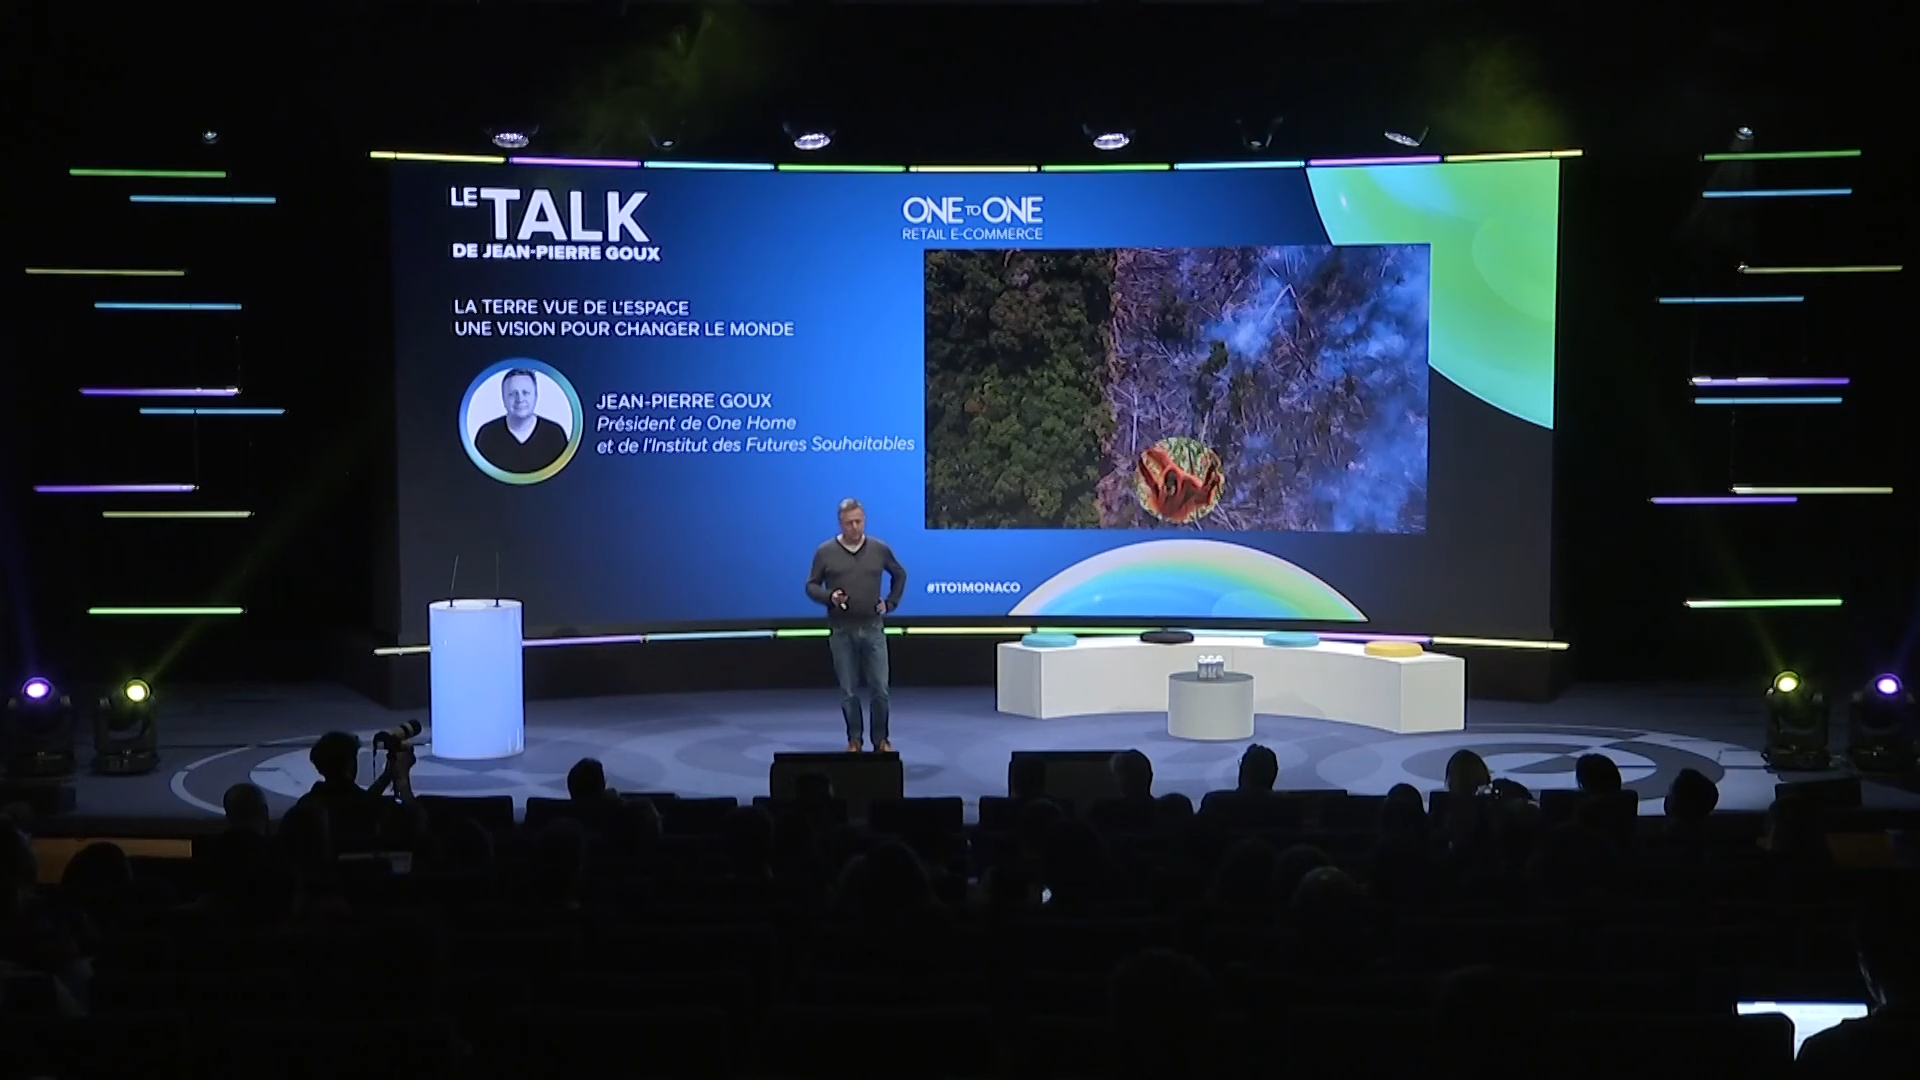 LE TALK
DE JEAN-PIERRE GOUX
ONE TO ONE
RETAIL E-COMMERCE
LA TERRE VUE DE L'ESPACE
UNE VISION POUR CHANGER LE MONDE
JEAN-PIERRE GOUX
Président de One Home
et de l'Institut des Futures Souhaitables
#1TO1MONACO